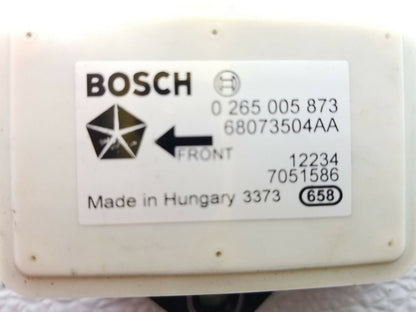 BOSCH
0 265 005 873
68073504AA
FRONT
12234
7051586
Made in Hungary 3373 658